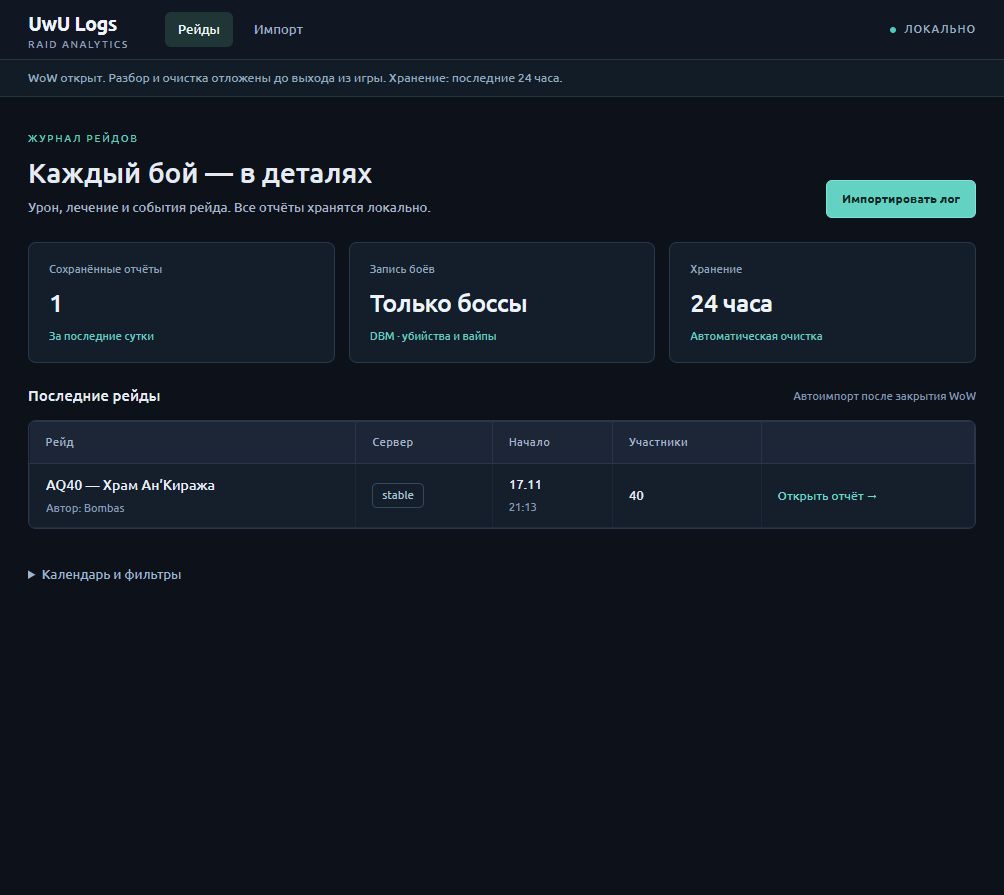 UwU Logs
RAID ANALYTICS
Рейды
Импорт
ЛОКАЛЬНО
WoW открыт. Разбор и очистка отложены до выхода из игры. Хранение: последние 24 часа.
ЖУРНАЛ РЕЙДОВ
Каждый бой — в деталях
Урон, лечение и события рейда. Все отчёты хранятся локально.
Импортировать лог
Сохранённые отчёты
1
За последние сутки
Запись боёв
Только боссы
DBM · убийства и вайпы
Хранение
24 часа
Автоматическая очистка
Последние рейды
Автоимпорт после закрытия WoW
Рейд
Сервер
Начало
Участники
AQ40 — Храм Ан’Киража
Автор: Bombas
stable
17.11
21:13
40
Открыть отчёт →
▶ Календарь и фильтры